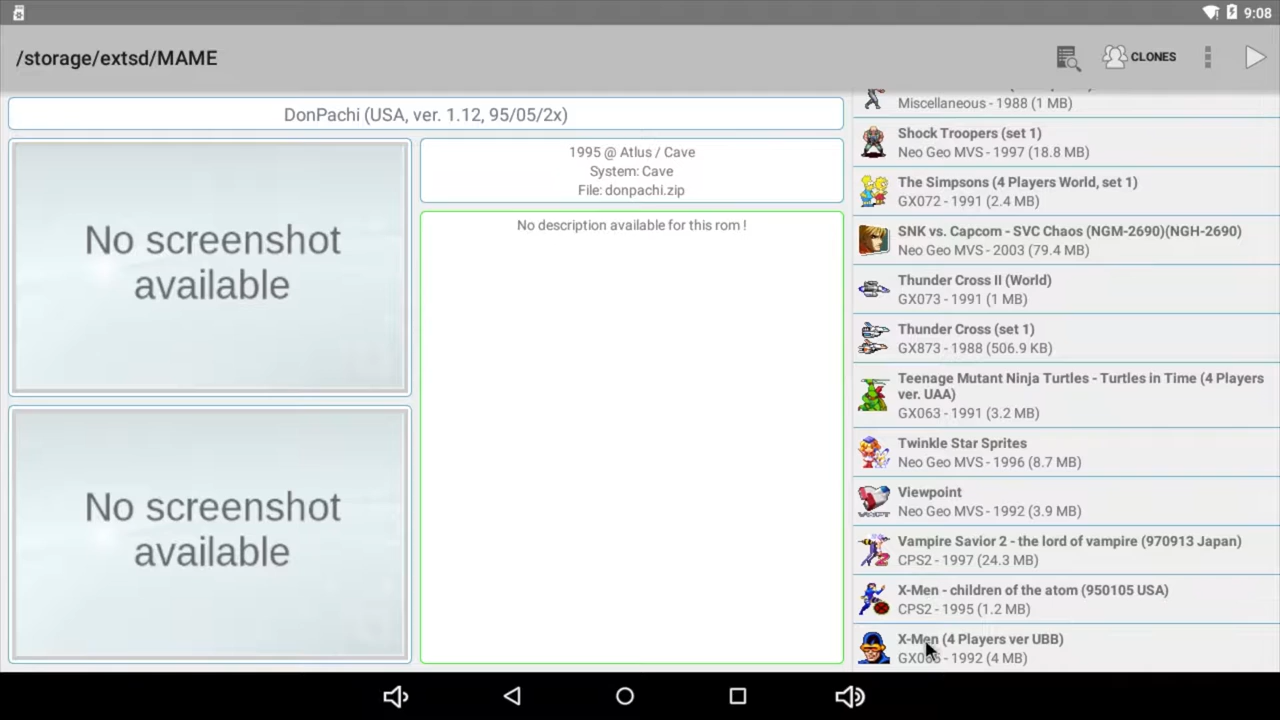 9:08
/storage/extsd/MAME
CLONES
DonPachi (USA, ver. 1.12, 95/05/2x)
No screenshot
available
1995 @ Atlus / Cave
System: Cave
File: donpachi.zip
No description available for this rom !
No screenshot
available
Miscellaneous - 1988 (1 MB)
Shock Troopers (set 1)
Neo Geo MVS - 1997 (18.8 MB)
The Simpsons (4 Players World, set 1)
GX072 - 1991 (2.4 MB)
SNK vs. Capcom - SVC Chaos (NGM-2690)(NGH-2690)
Neo Geo MVS - 2003 (79.4 MB)
Thunder Cross II (World)
GX073 - 1991 (1 MB)
Thunder Cross (set 1)
GX873 - 1988 (506.9 KB)
Teenage Mutant Ninja Turtles - Turtles in Time (4 Players
ver. UAA)
GX063 - 1991 (3.2 MB)
Twinkle Star Sprites
Neo Geo MVS - 1996 (8.7 MB)
Viewpoint
Neo Geo MVS - 1992 (3.9 MB)
Vampire Savior 2 - the lord of vampire (970913 Japan)
CPS2 - 1997 (24.3 MB)
X-Men - children of the atom (950105 USA)
CPS2 - 1995 (1.2 MB)
X-Men (4 Players ver UBB)
- 1992 (4 MB)